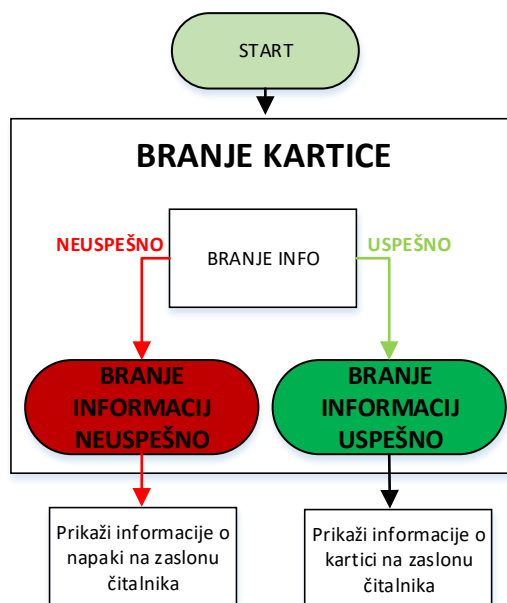 START
BRANJE KARTICE
NEUSPEŠNO
USPEŠNO
BRANJE INFO
BRANJE
INFORMACIJ
NEUSPEŠNO
BRANJE
INFORMACIJ
USPEŠNO
Prikaži informacije o
napaki na zaslonu
čitalnika
Prikaži informacije o
kartici na zaslonu
čitalnika